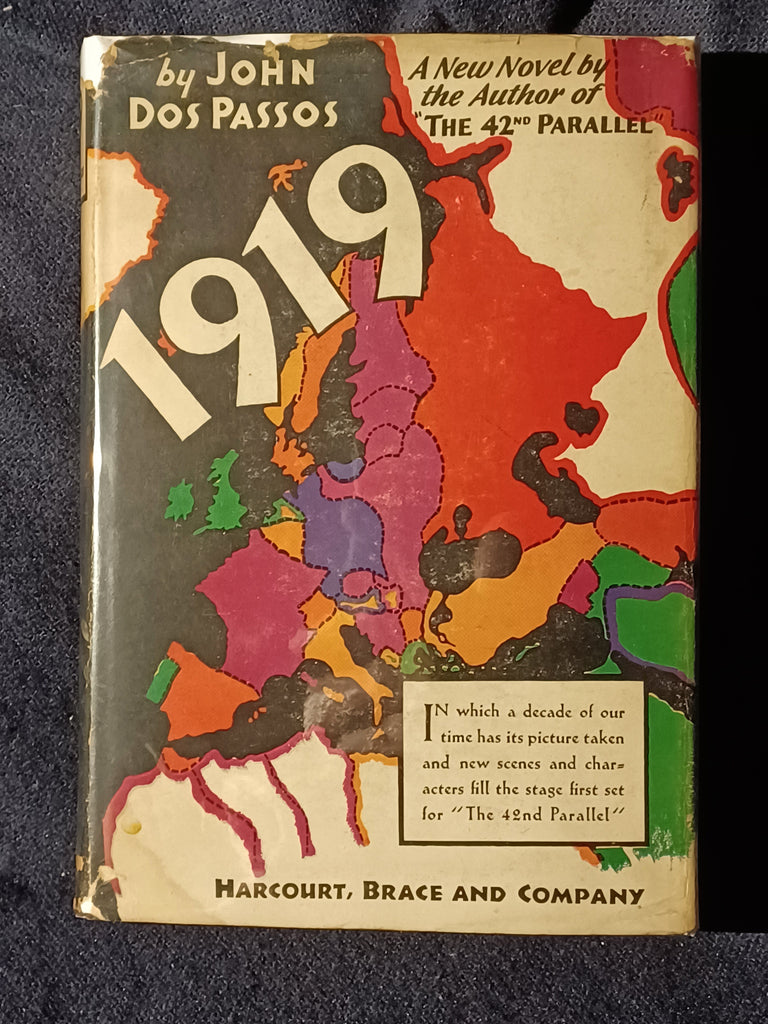 by JOHN
DOS PASSOS
A New Novel by
the Author of
"THE 42ND PARALLEL"
1919
IN which a decade of our
time has its picture taken
and new scenes and char=
acters fill the stage first set
for "The 42nd Parallel"
HARCOURT, BRACE AND COMPANY